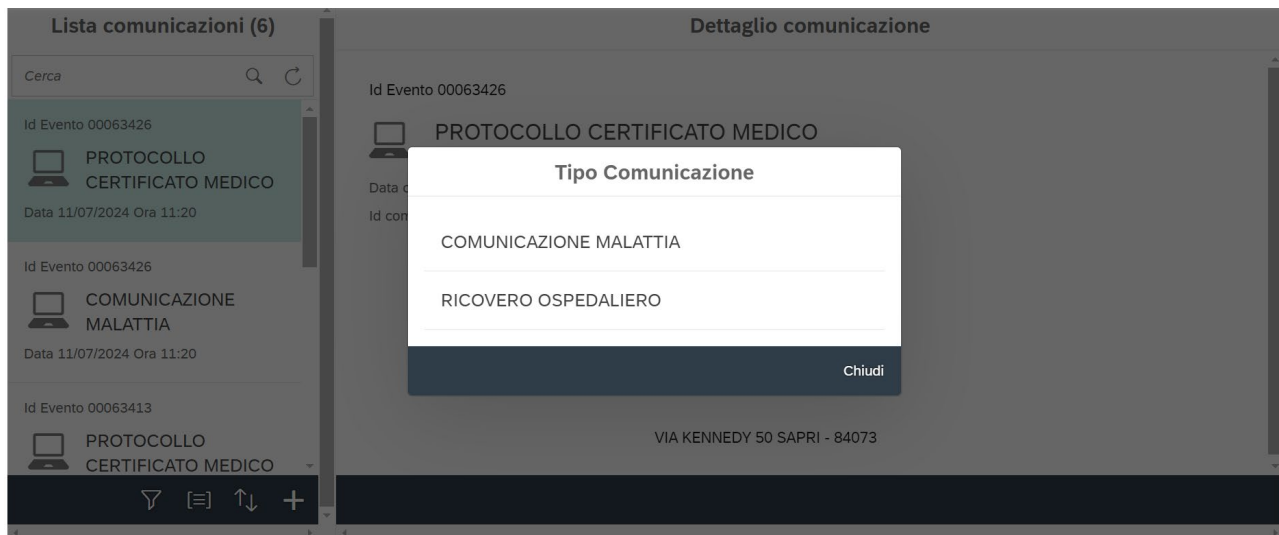 Lista comunicazioni (6)
Cerca
Id Evento 00063426
PROTOCOLLO
CERTIFICATO MEDICO
Data 11/07/2024 Ora 11:20
Id Evento 00063426
COMUNICAZIONE
MALATTIA
Data 11/07/2024 Ora 11:20
Id Evento 00063413
PROTOCOLLO
CERTIFICATO MEDICO
Dettaglio comunicazione
Id Evento 00063426
PROTOCOLLO CERTIFICATO MEDICO
Data
Id
Tipo Comunicazione
COMUNICAZIONE MALATTIA
RICOVERO OSPEDALIERO
Chiudi
VIA KENNEDY 50 SAPRI - 84073